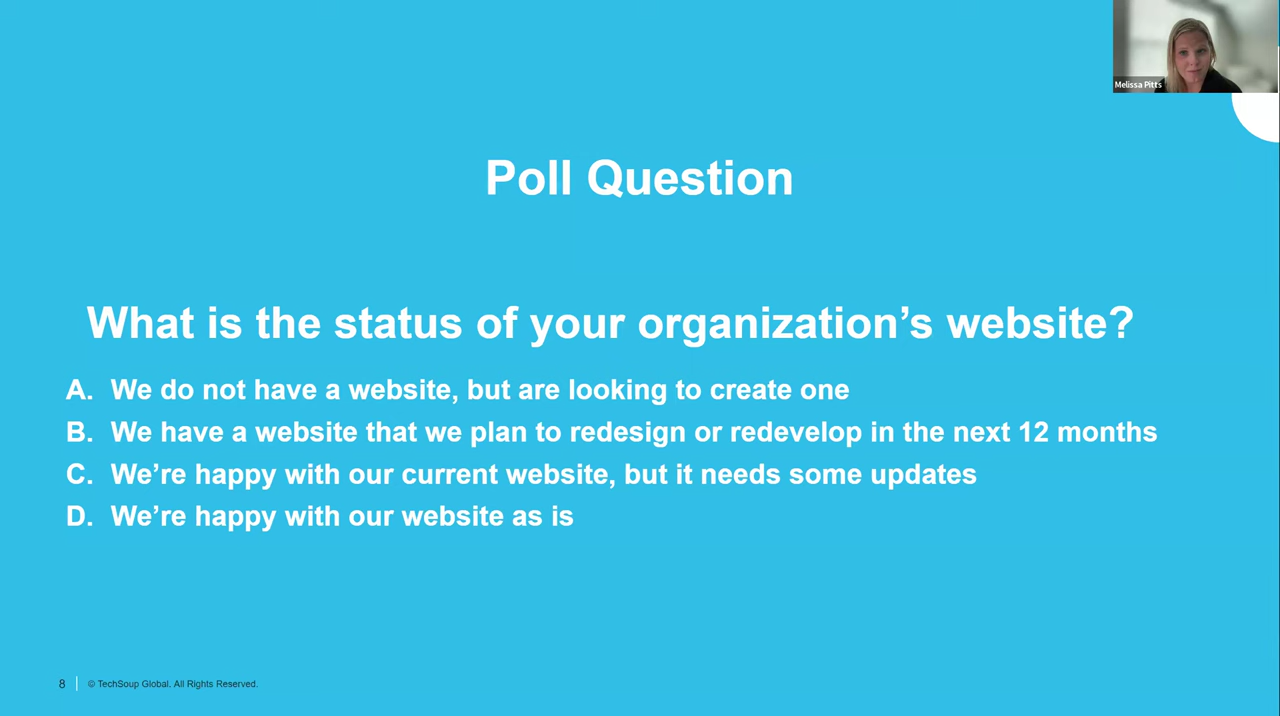 Melissa Pitts
Poll Question
What is the status of your organization’s website?
A. We do not have a website, but are looking to create one
B. We have a website that we plan to redesign or redevelop in the next 12 months
C. We’re happy with our current website, but it needs some updates
D. We’re happy with our website as is
8 © TechSoup Global. All Rights Reserved.